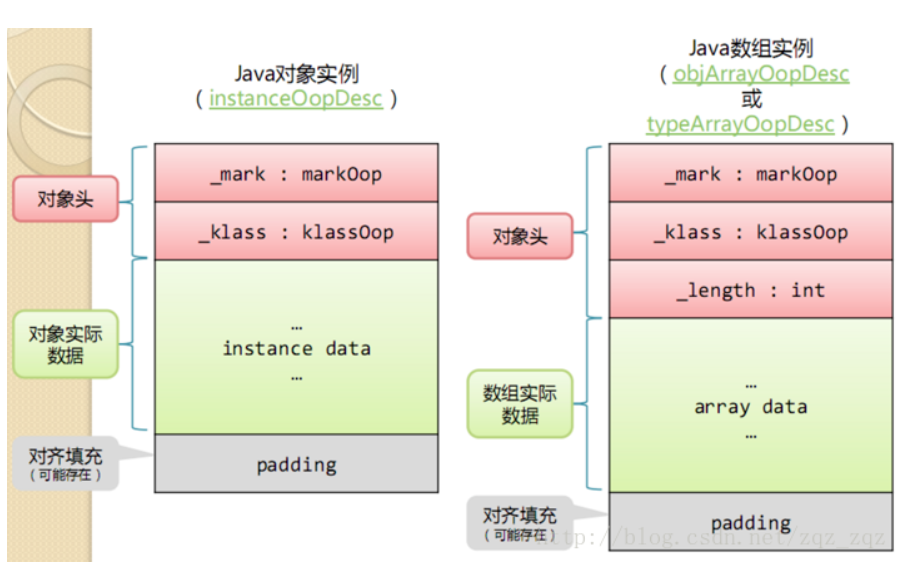 Java对象实例
（instanceOopDesc）
对象头
_mark : markOop
_klass : klassOop
对象实际
数据
…
instance data
…
对齐填充
（可能存在）
padding
Java数组实例
（objArrayOopDesc
或
typeArrayOopDesc）
对象头
_mark : markOop
_klass : klassOop
_length : int
数组实际
数据
…
array data
…
对齐填充
（可能存在）
padding
http://blog.csdn.net/zqz_zqz